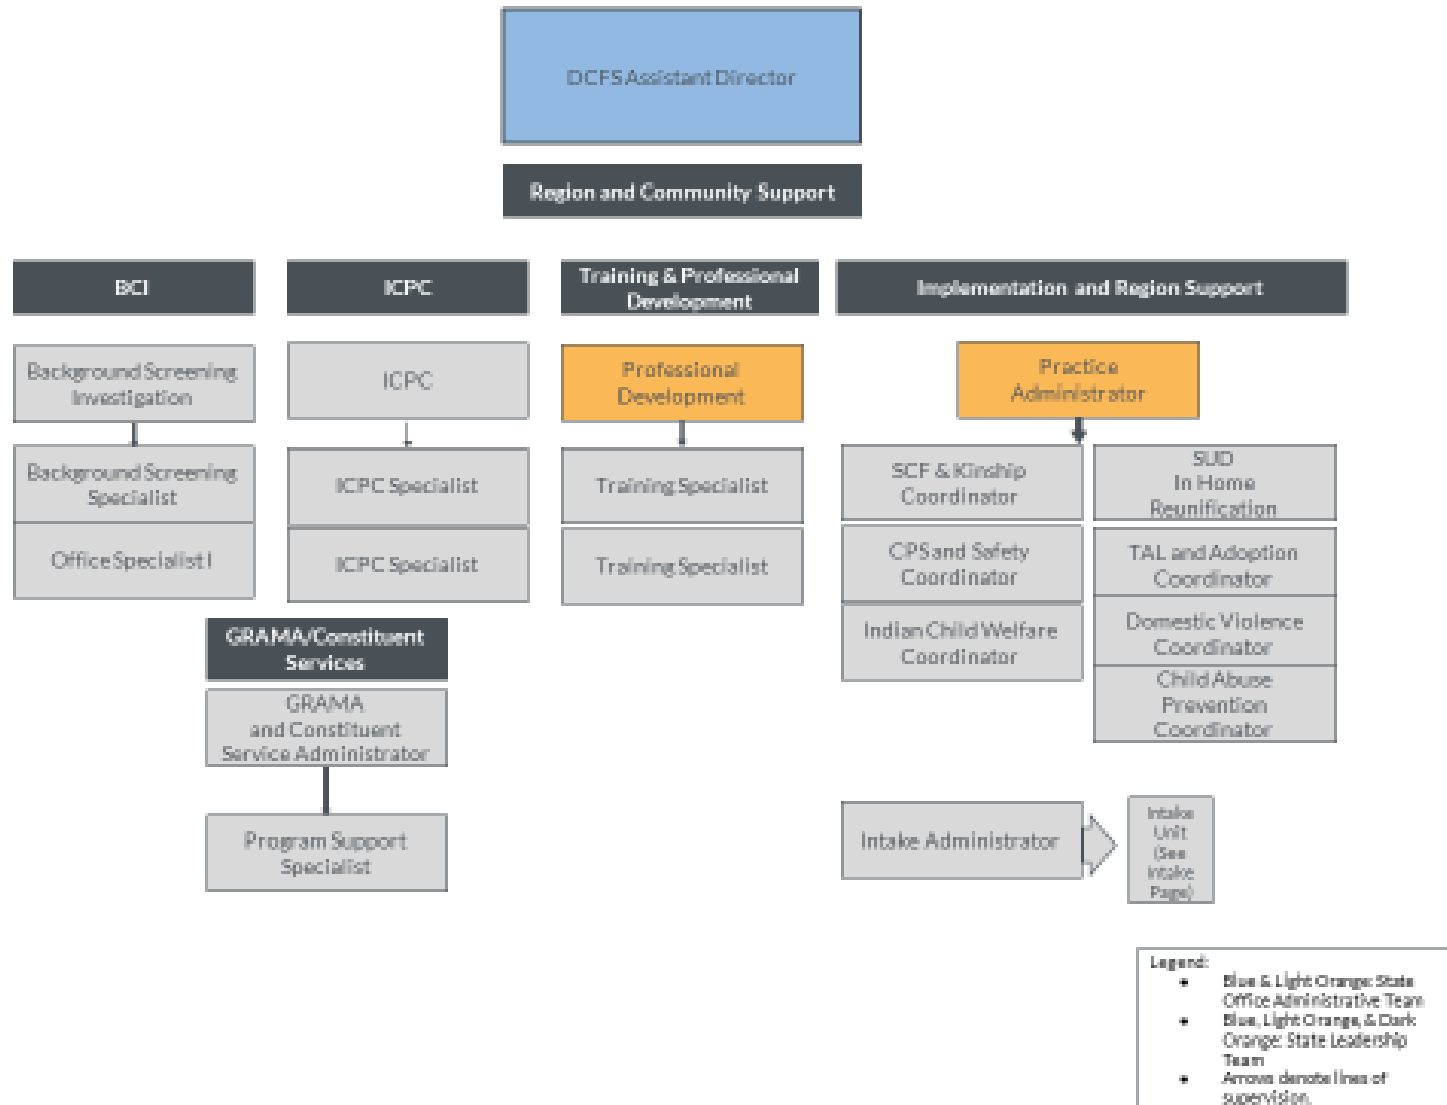 DCFS Assistant Director
Region and Community Support
BCI
ICPC
Training & Professional
Development
Implementation and Region Support
Background Screening
Investigation
ICPC
Professional
Development
Practice
Administrator
Background Screening
Specialist
ICPC Specialist
Training Specialist
SCF & Kinship
Coordinator
SUD
In Home
Reunification
Office Specialist I
ICPC Specialist
Training Specialist
CPS and Safety
Coordinator
TAL and Adoption
Coordinator
GRAMA/Constituent
Services
Indian Child Welfare
Coordinator
Domestic Violence
Coordinator
GRAMA
and Constituent
Service Administrator
Child Abuse
Prevention
Coordinator
Program Support
Specialist
Intake Administrator
Intake
Unit
(See
Intake
Page)
Legend:
● Blue & Light Orange: State
Office Administrative Team
● Blue, Light Orange, & Dark
Orange: State Leadership
Team
● Arrows denote lines of
supervision.